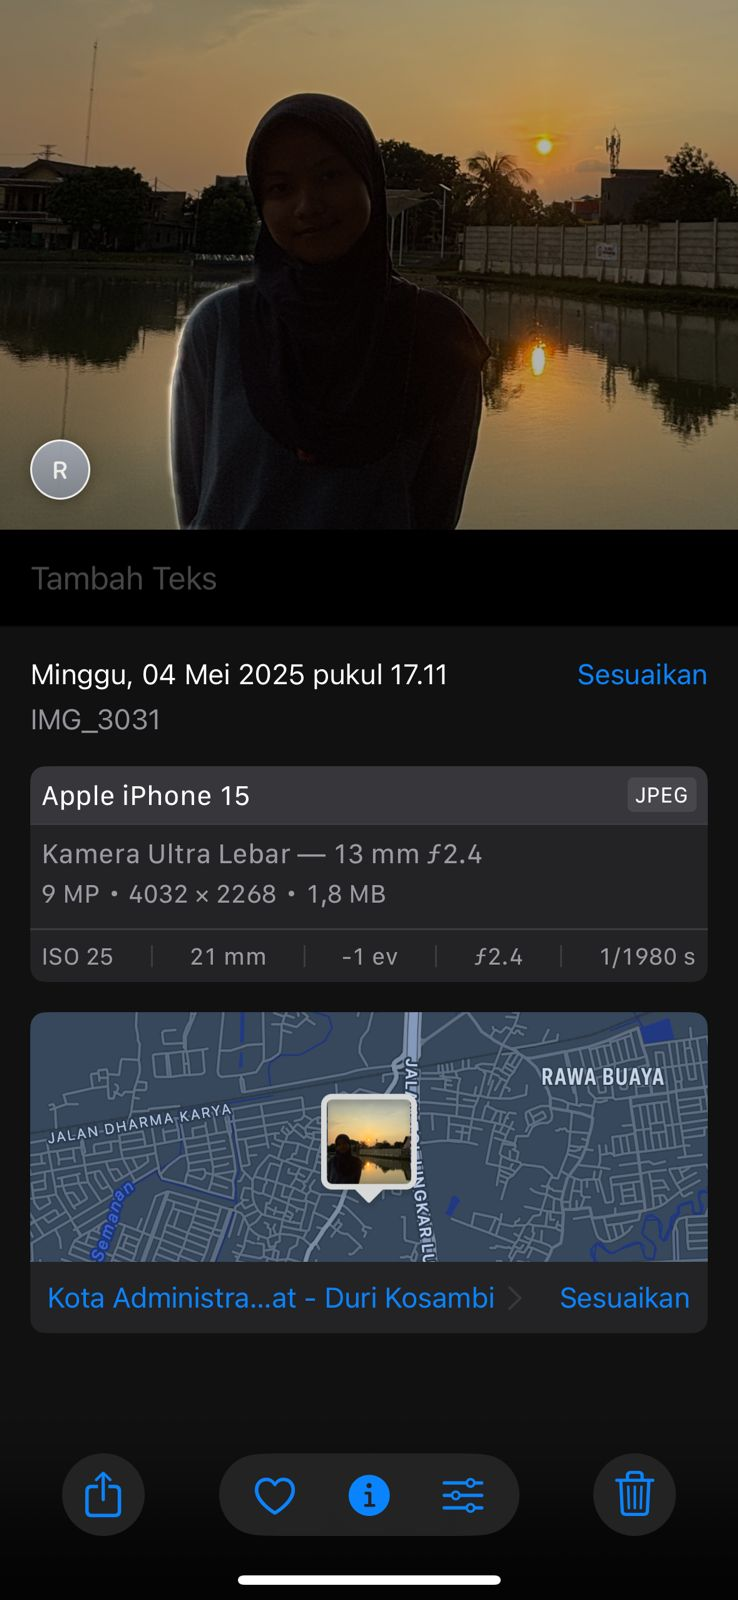 R
Tambah Teks
Minggu, 04 Mei 2025 pukul 17.11
Sesuaikan
IMG_3031
Apple iPhone 15
JPEG
Kamera Ultra Lebar — 13 mm ƒ2.4
9 MP • 4032 × 2268 • 1,8 MB
ISO 25
21 mm
-1 ev
ƒ2.4
1/1980 s
RAWA BUAYA
JALAN DHARMA KARYA
Semanan
Kota Administra...at - Duri Kosambi
Sesuaikan